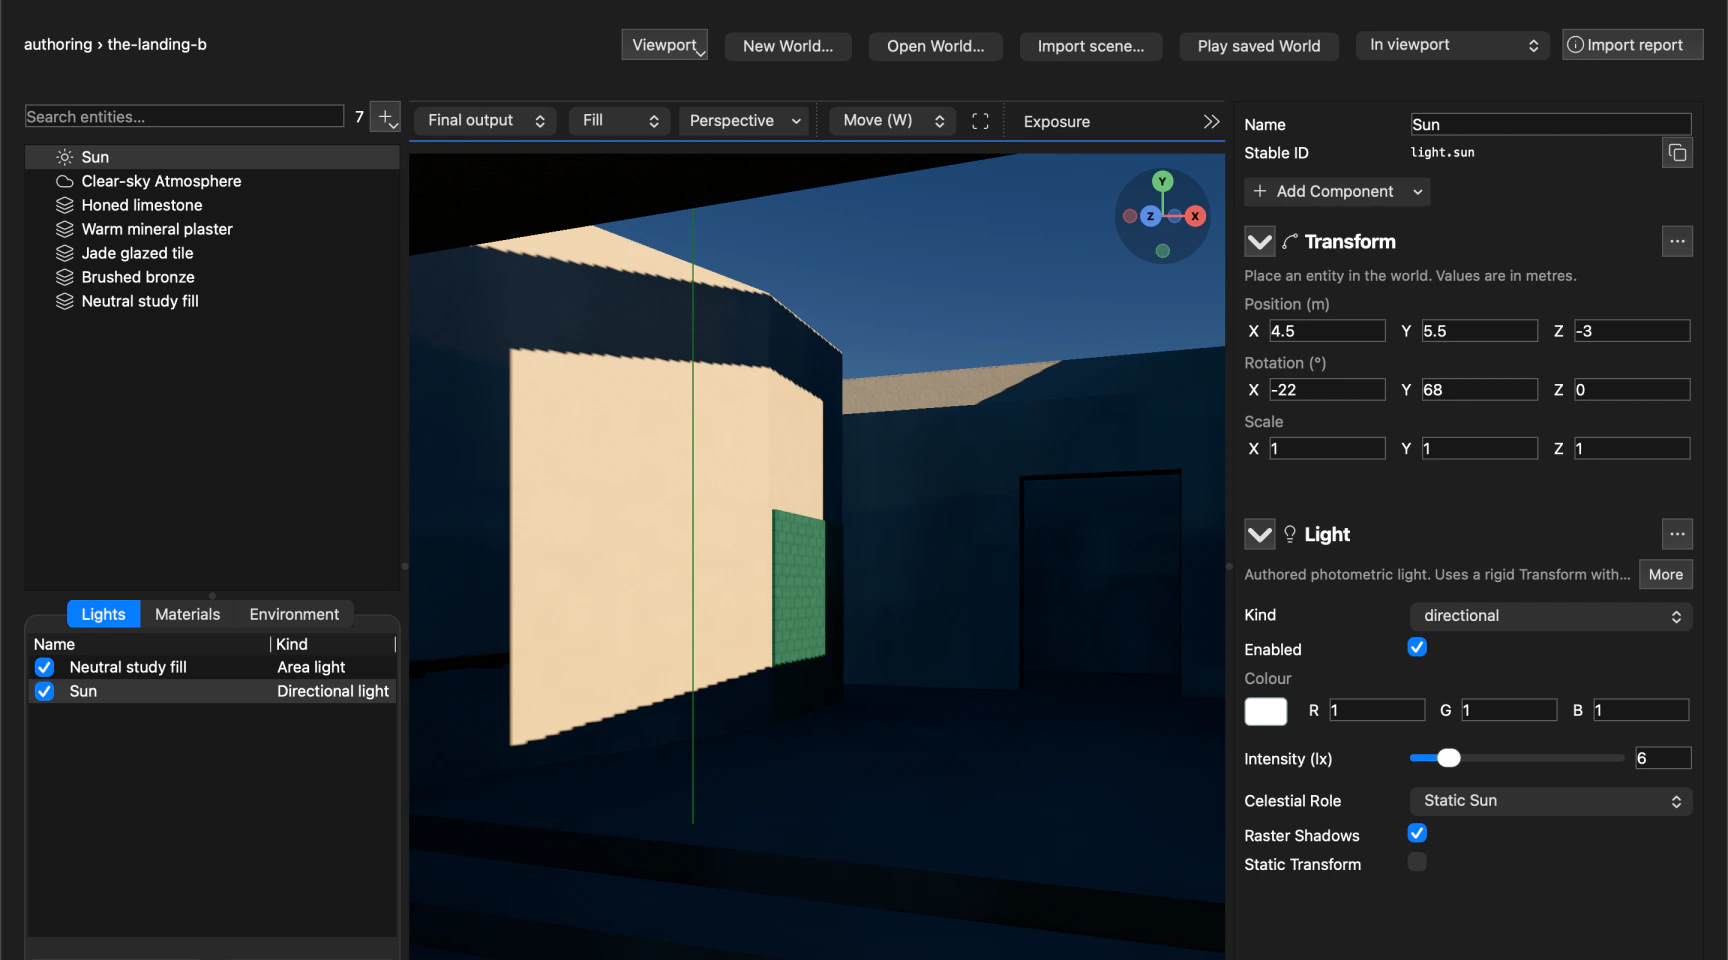 authoring › the-landing-b
Viewport
New World...
Open World...
Import scene...
Play saved World
In viewport
Import report
Search entities...
7
Sun
Clear-sky Atmosphere
Honed limestone
Warm mineral plaster
Jade glazed tile
Brushed bronze
Neutral study fill
Lights
Materials
Environment
Name
Kind
Neutral study fill
Area light
Sun
Directional light
Final output
Fill
Perspective
Move (W)
Exposure
Y
Z
X
Name
Sun
Stable ID
light.sun
Add Component
Transform
Place an entity in the world. Values are in metres.
Position (m)
X 4.5 Y 5.5 Z -3
Rotation (°)
X -22 Y 68 Z 0
Scale
X 1 Y 1 Z 1
Light
Authored photometric light. Uses a rigid Transform with...
More
Kind
directional
Enabled
Colour
R 1 G 1 B 1
Intensity (lx)
6
Celestial Role
Static Sun
Raster Shadows
Static Transform